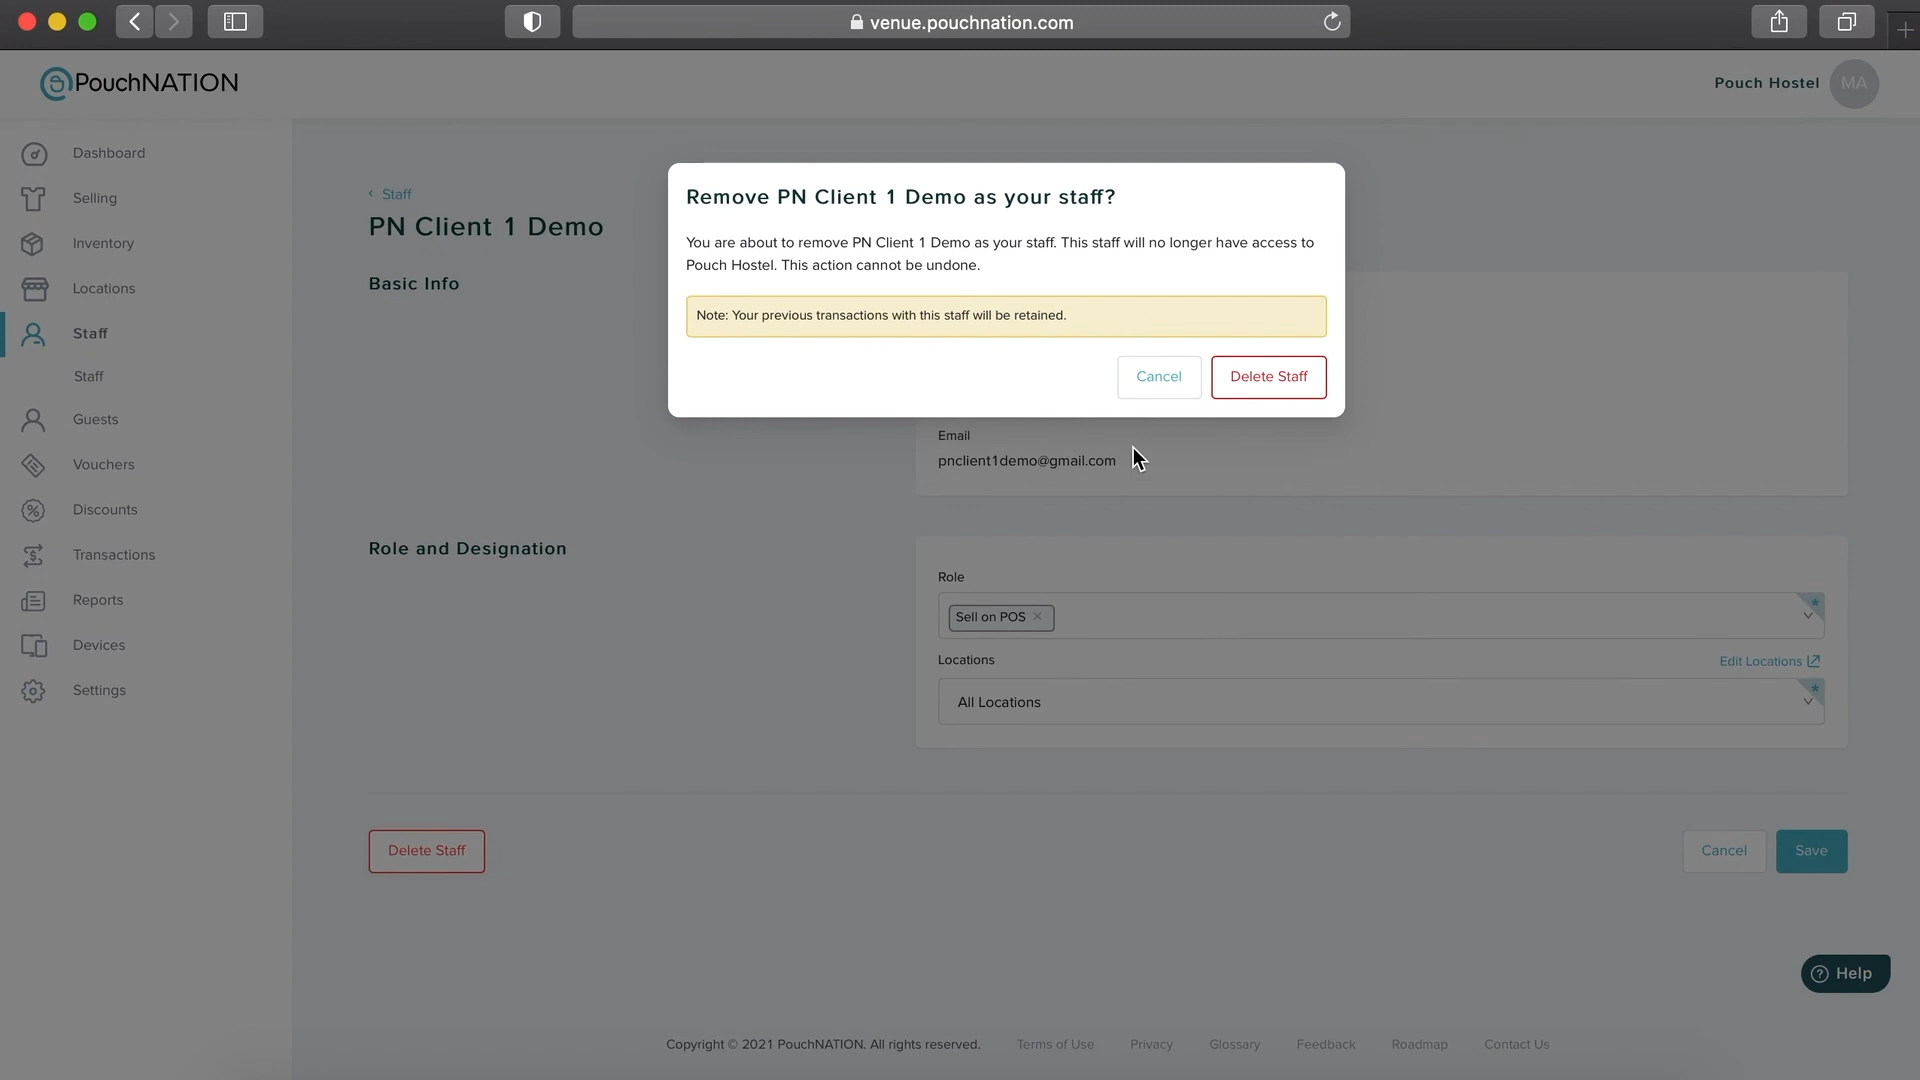 venue.pouchnation.com
PouchNATION
Pouch Hostel MA
Dashboard
Selling
Inventory
Locations
Staff
Staff
Guests
Vouchers
Discounts
Transactions
Reports
Devices
Settings
< Staff
PN Client 1 Demo
Basic Info
Remove PN Client 1 Demo as your staff?
You are about to remove PN Client 1 Demo as your staff. This staff will no longer have access to
Pouch Hostel. This action cannot be undone.
Note: Your previous transactions with this staff will be retained.
Cancel Delete Staff
Email
pnclient1demo@gmail.com
Role and Designation
Role
Sell on POS ×
*
Locations Edit Locations
All Locations
*
Delete Staff Cancel Save
? Help
Copyright © 2021 PouchNATION. All rights reserved. Terms of Use Privacy Glossary Feedback Roadmap Contact Us